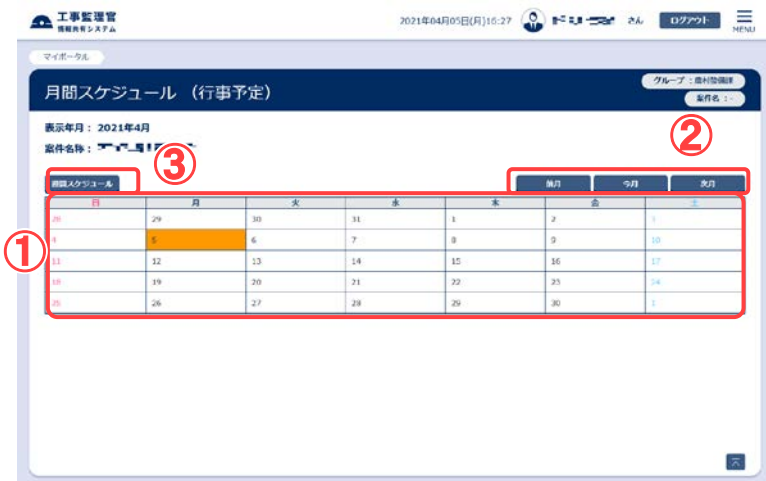 工事監理官
情報共有システム
2021年04月05日(月)16:27
さん
ログアウト
MENU
マイポータル
月間スケジュール (行事予定)
グループ : 農村整備課
案件名 : -
表示年月 : 2021年4月
案件名称 :
③
②
週間スケジュール
前月 今月 次月
日 月 火 水 木 金 土
28 29 30 31 1 2 3
4 5 6 7 8 9 10
①
11 12 13 14 15 16 17
18 19 20 21 22 23 24
25 26 27 28 29 30 1